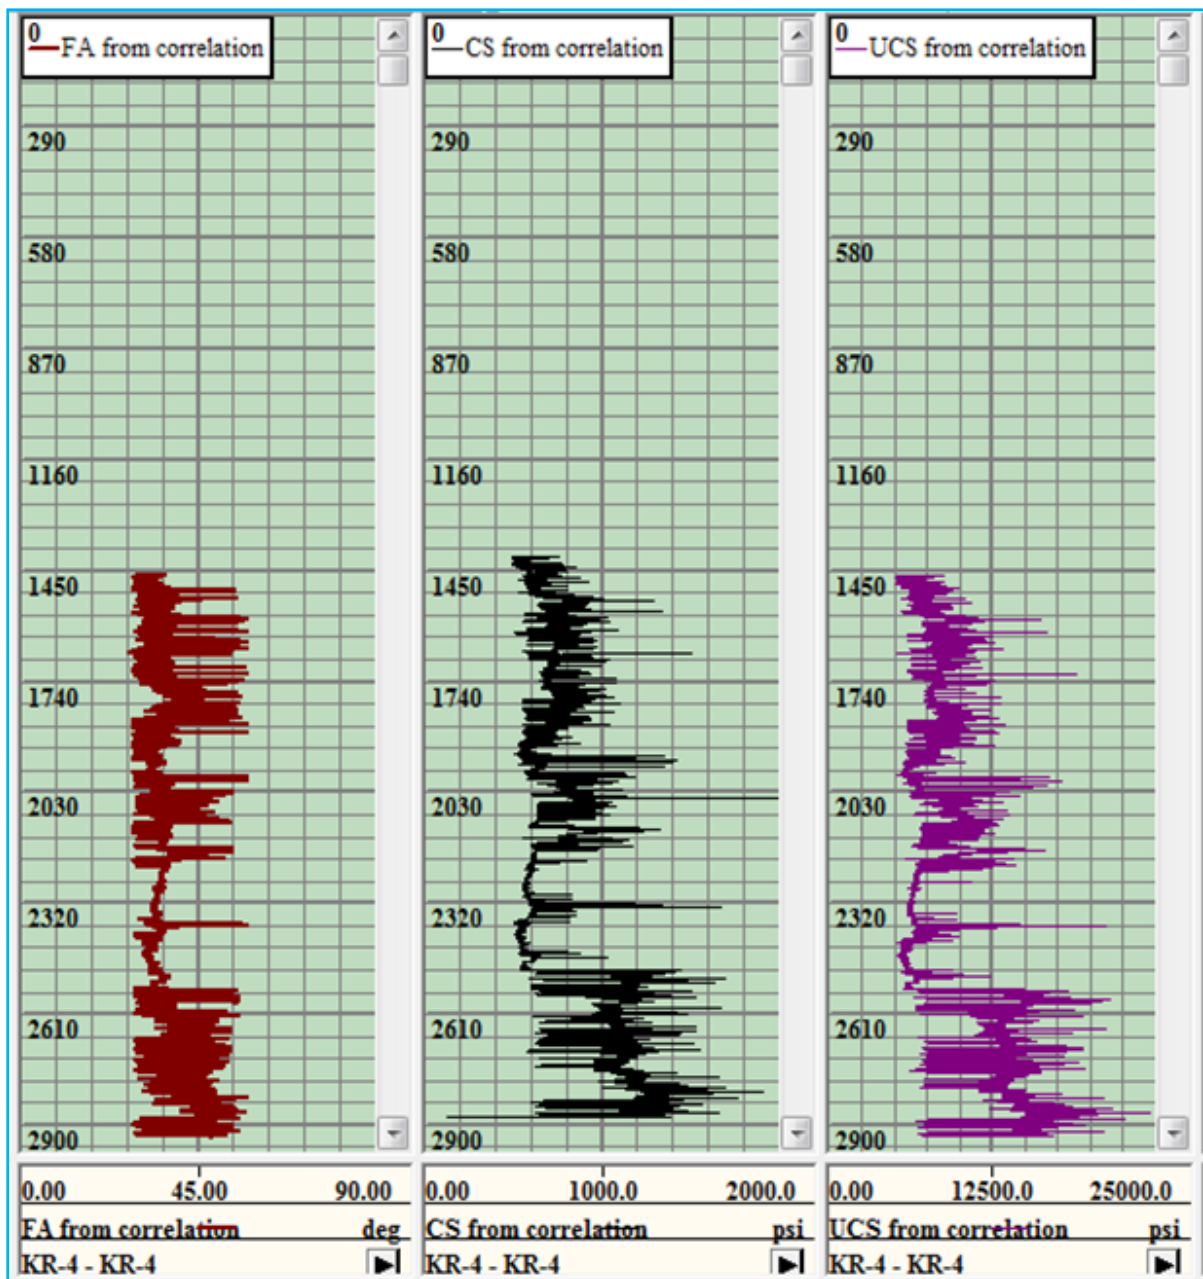 0
FA from correlation
290
580
870
1160
1450
1740
2030
2320
2610
2900
0.00 45.00 90.00
FA from correlation deg
KR-4 - KR-4
0
CS from correlation
290
580
870
1160
1450
1740
2030
2320
2610
2900
0.00 1000.0 2000.0
CS from correlation psi
KR-4 - KR-4
0
UCS from correlation
290
580
870
1160
1450
1740
2030
2320
2610
2900
0.00 12500.0 25000.0
UCS from correlation psi
KR-4 - KR-4